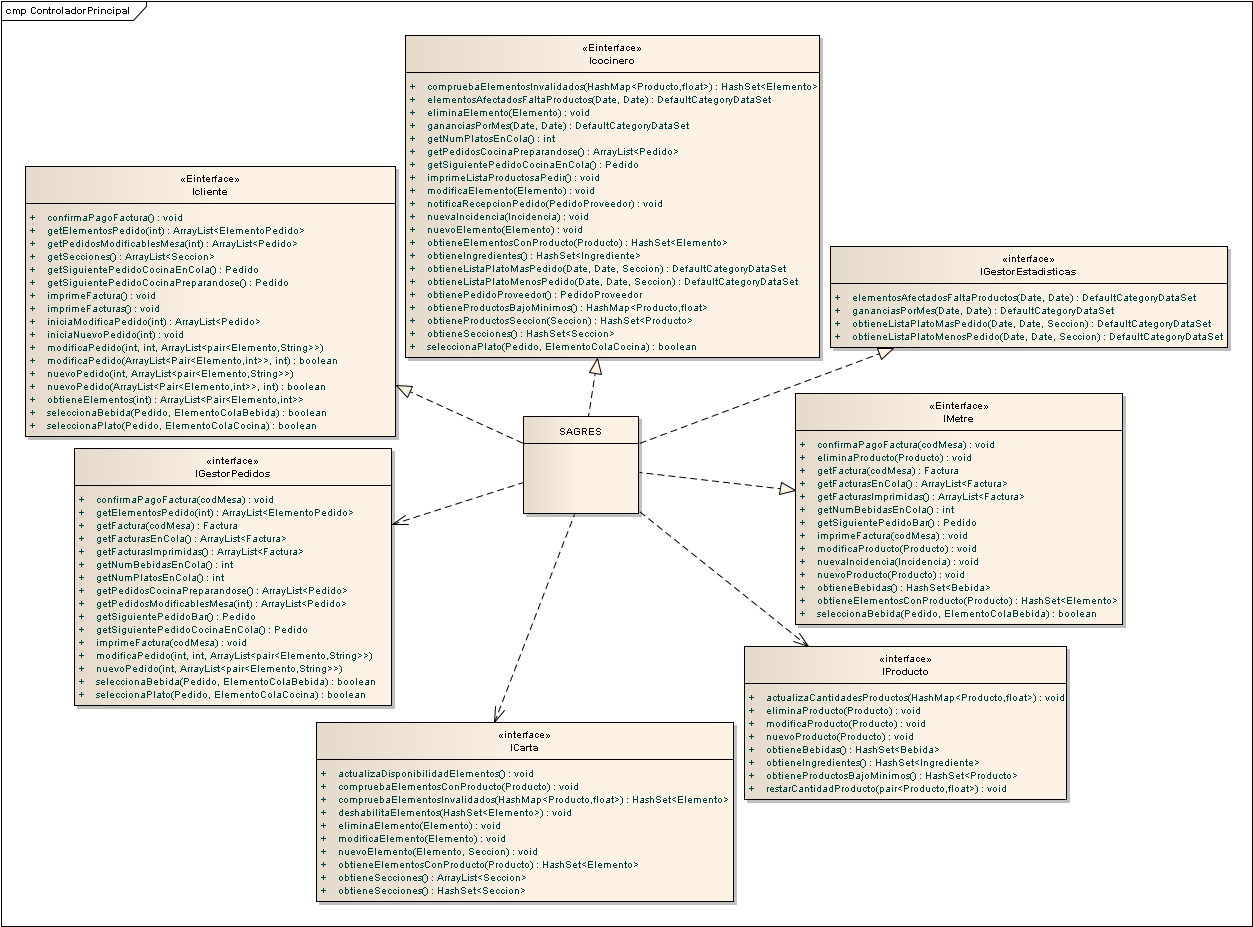 cmp ControladorPrincipal
«Einterface»
Icocinero
+ compruebaElementosInvalidados(HashMap<Producto,float>) : HashSet<Elemento>
+ elementosAfectadosFaltaProductos(Date, Date) : DefaultCategoryDataSet
+ eliminaElemento(Elemento) : void
+ gananciasPorMes(Date, Date) : DefaultCategoryDataSet
+ getNumPlatosEnCola() : int
+ getPedidosCocinaPreparandose() : ArrayList<Pedido>
+ getSiguientePedidoCocinaEnCola() : Pedido
+ imprimeListaProductosaPedir() : void
+ modificaElemento(Elemento) : void
+ notificaRecepcionPedido(PedidoProveedor) : void
+ nuevaIncidencia(Incidencia) : void
+ nuevoElemento(Elemento) : void
+ obtieneElementosConProducto(Producto) : HashSet<Elemento>
+ obtieneIngredientes() : HashSet<Ingrediente>
+ obtieneListaPlatoMasPedido(Date, Date, Seccion) : DefaultCategoryDataSet
+ obtieneListaPlatoMenosPedido(Date, Date, Seccion) : DefaultCategoryDataSet
+ obtienePedidoProveedor() : PedidoProveedor
+ obtieneProductosBajoMinimos() : HashMap<Producto,float>
+ obtieneProductosSeccion(Seccion) : HashSet<Producto>
+ obtieneSecciones() : HashSet<Seccion>
+ seleccionaPlato(Pedido, ElementoColaCocina) : boolean
«Einterface»
Icliente
+ confirmaPagoFactura() : void
+ getElementosPedido(int) : ArrayList<ElementoPedido>
+ getPedidosModificablesMesa(int) : ArrayList<Pedido>
+ getSecciones() : ArrayList<Seccion>
+ getSiguientePedidoCocinaEnCola() : Pedido
+ getSiguientePedidoCocinaPreparandose() : Pedido
+ imprimeFactura() : void
+ imprimeFacturas() : void
+ iniciaModificaPedido(int) : ArrayList<Pedido>
+ iniciaNuevoPedido(int) : void
+ modificaPedido(int, int, ArrayList<pair<Elemento,String>>)
+ modificaPedido(ArrayList<Pair<Elemento,int>>, int) : boolean
+ nuevoPedido(int, ArrayList<pair<Elemento,String>>)
+ nuevoPedido(ArrayList<Pair<Elemento,int>>, int) : boolean
+ obtieneElementos(int) : ArrayList<Pair<Elemento,int>>
+ seleccionaBebida(Pedido, ElementoColaBebida) : boolean
+ seleccionaPlato(Pedido, ElementoColaCocina) : boolean
«interface»
IGestorEstadisticas
+ elementosAfectadosFaltaProductos(Date, Date) : DefaultCategoryDataSet
+ gananciasPorMes(Date, Date) : DefaultCategoryDataSet
+ obtieneListaPlatoMasPedido(Date, Date, Seccion) : DefaultCategoryDataSet
+ obtieneListaPlatoMenosPedido(Date, Date, Seccion) : DefaultCategoryDataSet
SAGRES
«Einterface»
IMetre
+ confirmaPagoFactura(codMesa) : void
+ eliminaProducto(Producto) : void
+ getFactura(codMesa) : Factura
+ getFacturasEnCola() : ArrayList<Factura>
+ getFacturasImprimidas() : ArrayList<Factura>
+ getNumBebidasEnCola() : int
+ getSiguientePedidoBar() : Pedido
+ imprimeFactura(codMesa) : void
+ modificaProducto(Producto) : void
+ nuevaIncidencia(Incidencia) : void
+ nuevoProducto(Producto) : void
+ obtieneBebidas() : HashSet<Bebida>
+ obtieneElementosConProducto(Producto) : HashSet<Elemento>
+ seleccionaBebida(Pedido, ElementoColaBebida) : boolean
«interface»
IGestorPedidos
+ confirmaPagoFactura(codMesa) : void
+ getElementosPedido(int) : ArrayList<ElementoPedido>
+ getFactura(codMesa) : Factura
+ getFacturasEnCola() : ArrayList<Factura>
+ getFacturasImprimidas() : ArrayList<Factura>
+ getNumBebidasEnCola() : int
+ getNumPlatosEnCola() : int
+ getPedidosCocinaPreparandose() : ArrayList<Pedido>
+ getPedidosModificablesMesa(int) : ArrayList<Pedido>
+ getSiguientePedidoBar() : Pedido
+ getSiguientePedidoCocinaEnCola() : Pedido
+ imprimeFactura(codMesa) : void
+ modificaPedido(int, int, ArrayList<pair<Elemento,String>>)
+ nuevoPedido(int, ArrayList<pair<Elemento,String>>)
+ seleccionaBebida(Pedido, ElementoColaBebida) : boolean
+ seleccionaPlato(Pedido, ElementoColaCocina) : boolean
«interface»
IProducto
+ actualizaCantidadesProductos(HashMap<Producto,float>) : void
+ eliminaProducto(Producto) : void
+ modificaProducto(Producto) : void
+ nuevoProducto(Producto) : void
+ obtieneBebidas() : HashSet<Bebida>
+ obtieneIngredientes() : HashSet<Ingrediente>
+ obtieneProductosBajoMinimos() : HashSet<Producto>
+ restarCantidadProducto(pair<Producto,float>) : void
«interface»
ICarta
+ actualizaDisponibilidadElementos() : void
+ compruebaElementosConProducto(Producto) : void
+ compruebaElementosInvalidados(HashMap<Producto,float>) : HashSet<Elemento>
+ deshabilitaElementos(HashSet<Elemento>) : void
+ eliminaElemento(Elemento) : void
+ modificaElemento(Elemento) : void
+ nuevoElemento(Elemento, Seccion) : void
+ obtieneElementosConProducto(Producto) : HashSet<Elemento>
+ obtieneSecciones() : ArrayList<Seccion>
+ obtieneSecciones() : HashSet<Seccion>